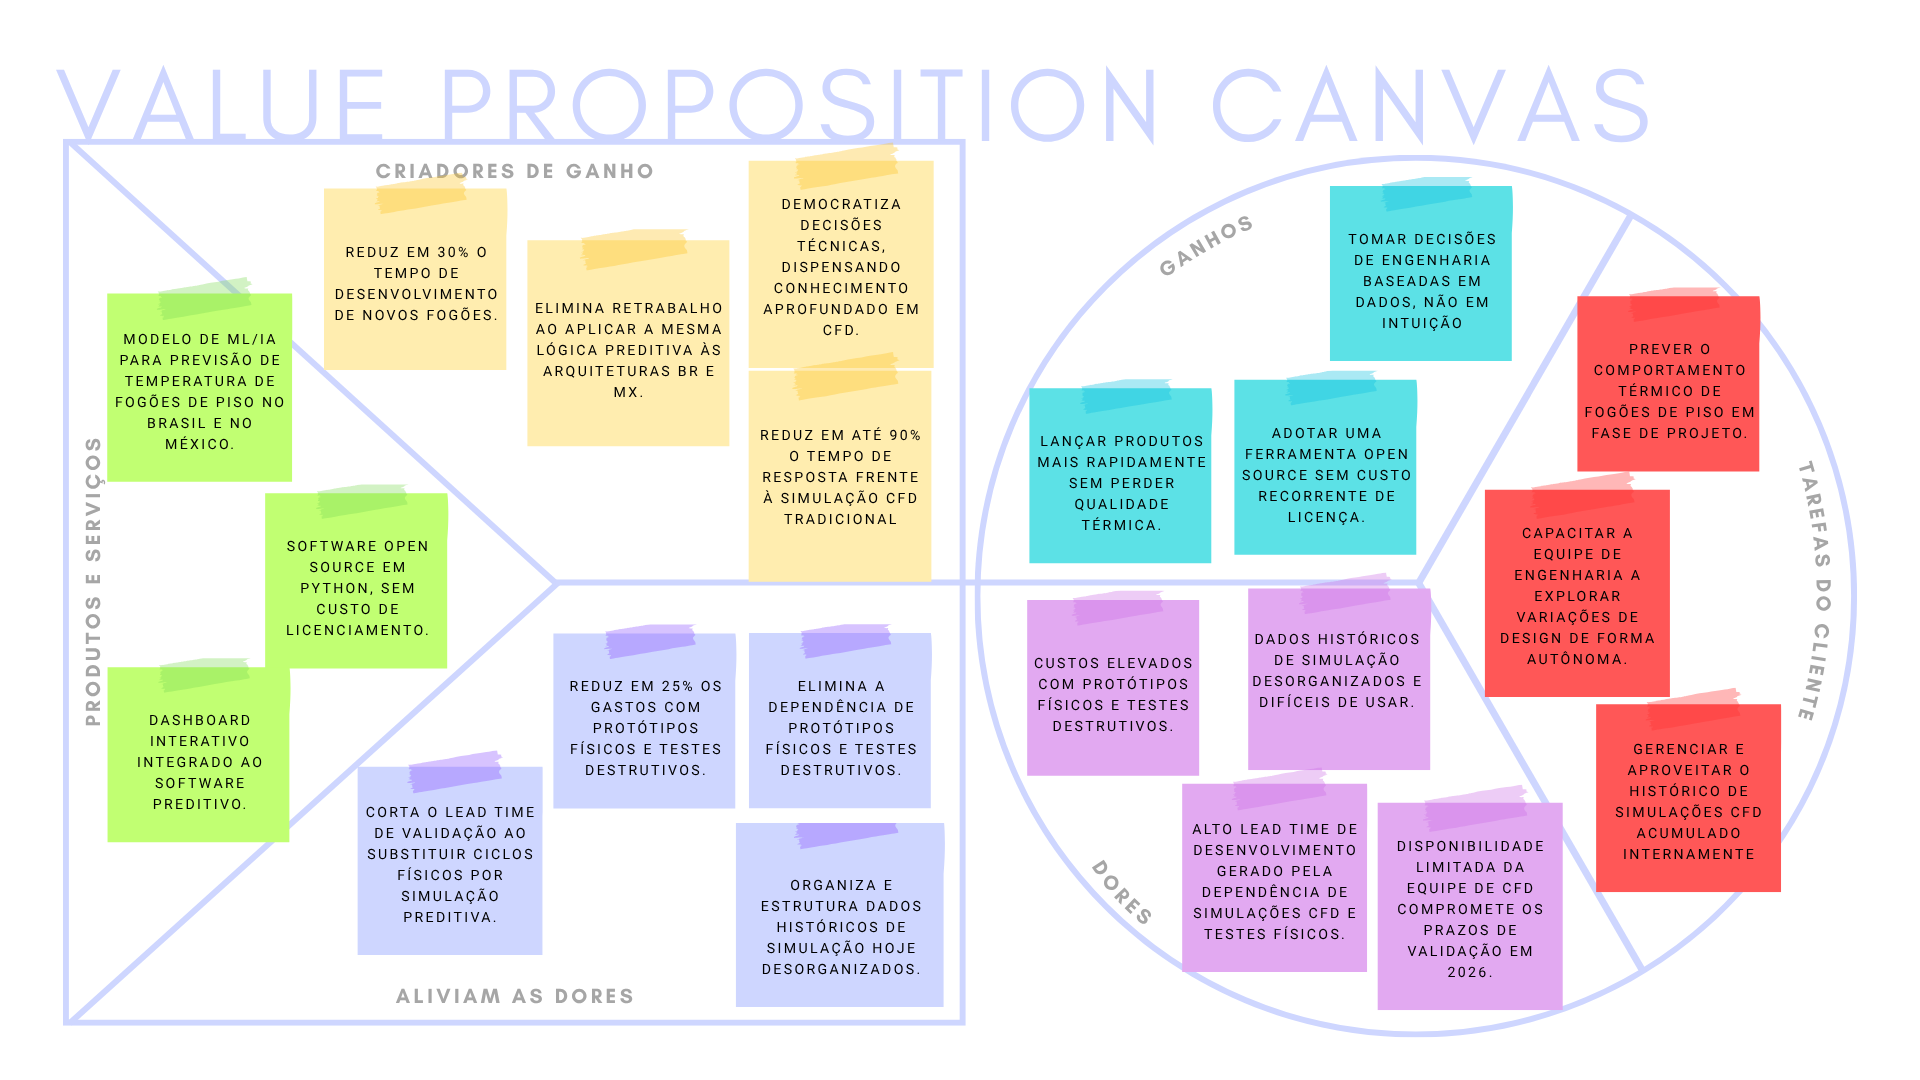 VALUE PROPOSITION CANVAS
CRIADORES DE GANHO
REDUZ EM 30% O
TEMPO DE
DESENVOLVIMENTO
DE NOVOS FOGÕES.
ELIMINA RETRABALHO
AO APLICAR A MESMA
LÓGICA PREDITIVA ÀS
ARQUITETURAS BR E
MX.
DEMOCRATIZA
DECISÕES
TÉCNICAS,
DISPENSANDO
CONHECIMENTO
APROFUNDADO EM
CFD.
REDUZ EM ATÉ 90%
O TEMPO DE
RESPOSTA FRENTE
À SIMULAÇÃO CFD
TRADICIONAL
PRODUTOS E SERVIÇOS
MODELO DE ML/IA
PARA PREVISÃO DE
TEMPERATURA DE
FOGÕES DE PISO NO
BRASIL E NO
MÉXICO.
SOFTWARE OPEN
SOURCE EM
PYTHON, SEM
CUSTO DE
LICENCIAMENTO.
DASHBOARD
INTERATIVO
INTEGRADO AO
SOFTWARE
PREDITIVO.
CORTA O LEAD TIME
DE VALIDAÇÃO AO
SUBSTITUIR CICLOS
FÍSICOS POR
SIMULAÇÃO
PREDITIVA.
REDUZ EM 25% OS
GASTOS COM
PROTÓTIPOS
FÍSICOS E TESTES
DESTRUTIVOS.
ELIMINA A
DEPENDÊNCIA DE
PROTÓTIPOS
FÍSICOS E TESTES
DESTRUTIVOS.
ORGANIZA E
ESTRUTURA DADOS
HISTÓRICOS DE
SIMULAÇÃO HOJE
DESORGANIZADOS.
ALIVIAM AS DORES
GANHOS
TOMAR DECISÕES
DE ENGENHARIA
BASEADAS EM
DADOS, NÃO EM
INTUIÇÃO
LANÇAR PRODUTOS
MAIS RAPIDAMENTE
SEM PERDER
QUALIDADE
TÉRMICA.
ADOTAR UMA
FERRAMENTA OPEN
SOURCE SEM CUSTO
RECORRENTE DE
LICENÇA.
PREVER O
COMPORTAMENTO
TÉRMICO DE
FOGÕES DE PISO EM
FASE DE PROJETO.
CAPACITAR A
EQUIPE DE
ENGENHARIA A
EXPLORAR
VARIAÇÕES DE
DESIGN DE FORMA
AUTÔNOMA.
GERENCIAR E
APROVEITAR O
HISTÓRICO DE
SIMULAÇÕES CFD
ACUMULADO
INTERNAMENTE
TAREFAS DO CLIENTE
CUSTOS ELEVADOS
COM PROTÓTIPOS
FÍSICOS E TESTES
DESTRUTIVOS.
DADOS HISTÓRICOS
DE SIMULAÇÃO
DESORGANIZADOS E
DIFÍCEIS DE USAR.
ALTO LEAD TIME DE
DESENVOLVIMENTO
GERADO PELA
DEPENDÊNCIA DE
SIMULAÇÕES CFD E
TESTES FÍSICOS.
DISPONIBILIDADE
LIMITADA DA
EQUIPE DE CFD
COMPROMETE OS
PRAZOS DE
VALIDAÇÃO EM
2026.
DORES